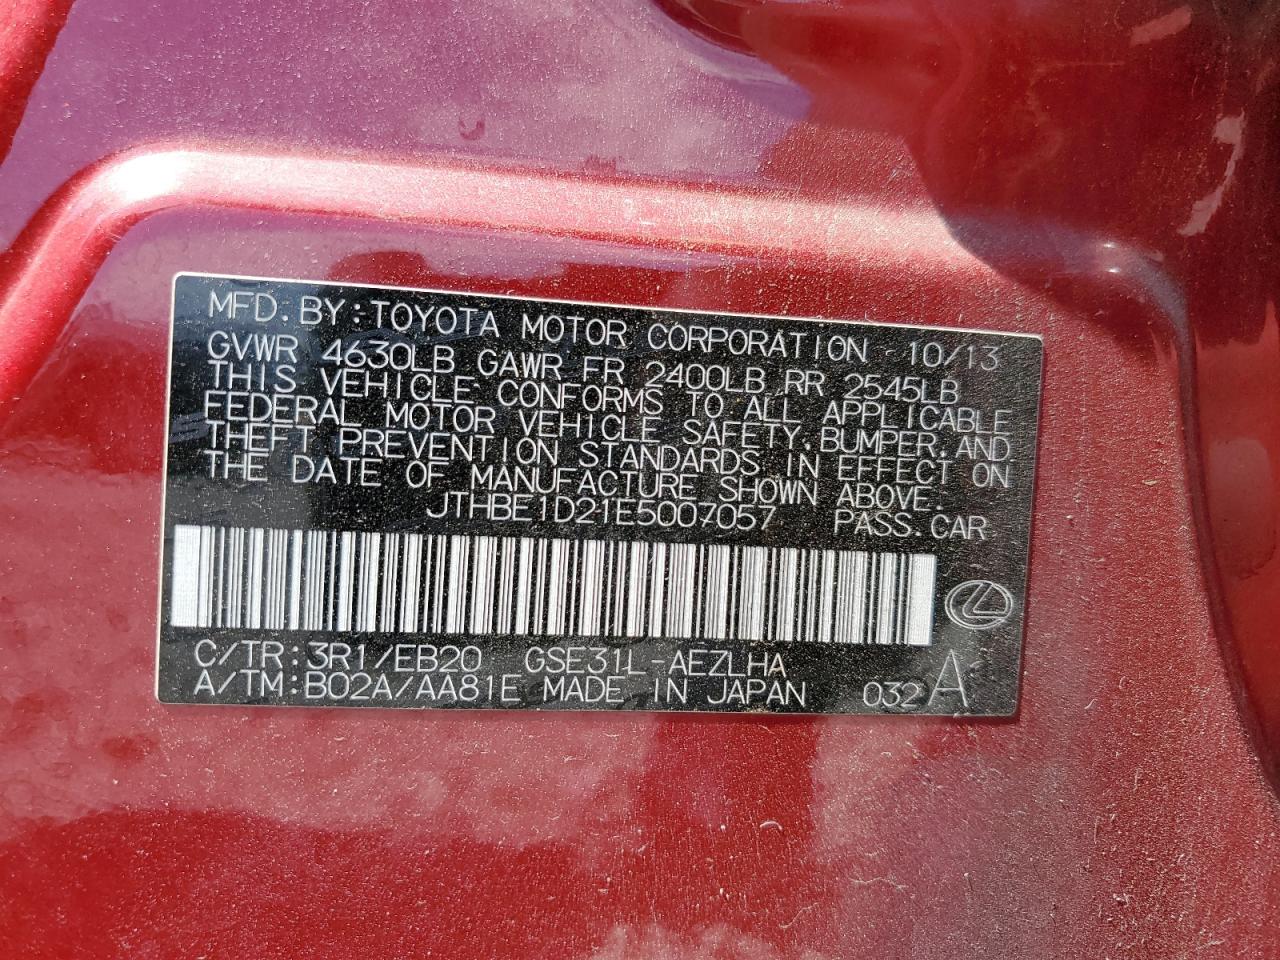 MFD. BY: TOYOTA MOTOR CORPORATION 10/13
GVWR 4630LB GAWR FR 2400LB RR 2545LB
THIS VEHICLE CONFORMS TO ALL APPLICABLE
FEDERAL MOTOR VEHICLE SAFETY, BUMPER, AND
THEFT PREVENTION STANDARDS IN EFFECT ON
THE DATE OF MANUFACTURE SHOWN ABOVE.
JTHBE1D21E5007057 PASS. CAR
C/TR: 3R1/EB20 GSE31L-AEZLHA
A/TM: B02A/AA81E MADE IN JAPAN 032 A